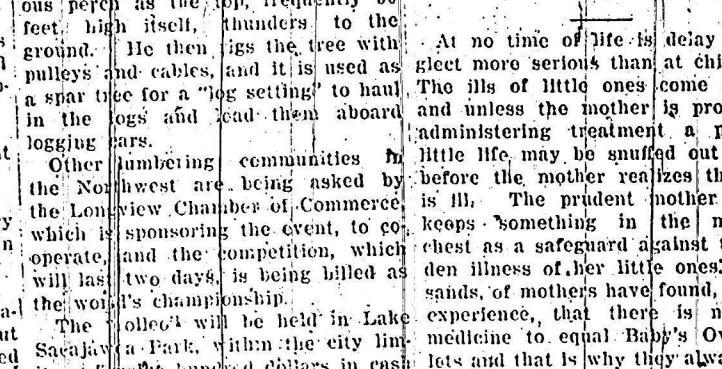 ous perch as the top, frequently
feet high itself, thunders to the
ground. He then rigs the tree with
pulleys and cables, and it is used as
a spar tree for a "log setting" to haul
in the logs and load them aboard
logging cars.
Other lumbering communities in
the Northwest are being asked by
the Longview Chamber of Commerce,
which is sponsoring the event, to co-
operate, and the competition, which
will last two days, is being billed as
the world's championship.
The "rolleo" will be held in Lake
Sacajawea Park, within the city lim-
hundred dollars in cash
At no time of life is delay
glect more serious than at chi
The ills of little ones come
and unless the mother is pro
administering treatment a p
little life may be snuffed out
before the mother realizes th
is ill. The prudent mother
keeps something in the m
chest as a safeguard against t
den illness of her little ones.
sands, of mothers have found,
experience, that there is n
medicine to equal Baby's Ow
lets and that is why they alwa